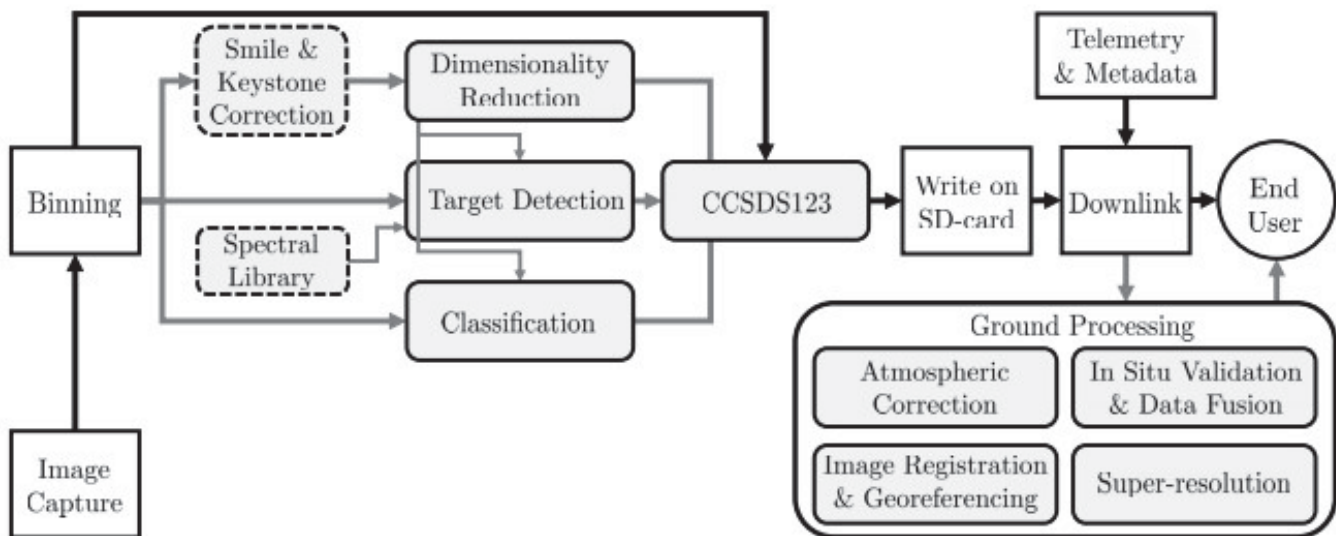 Smile &
Keystone
Correction
Dimensionality
Reduction
Telemetry
& Metadata
Binning
Target Detection
CCSDS123
Write on
SD-card
Downlink
End
User
Spectral
Library
Classification
Ground Processing
Atmospheric
Correction
In Situ Validation
& Data Fusion
Image
Capture
Image Registration
& Georeferencing
Super-resolution